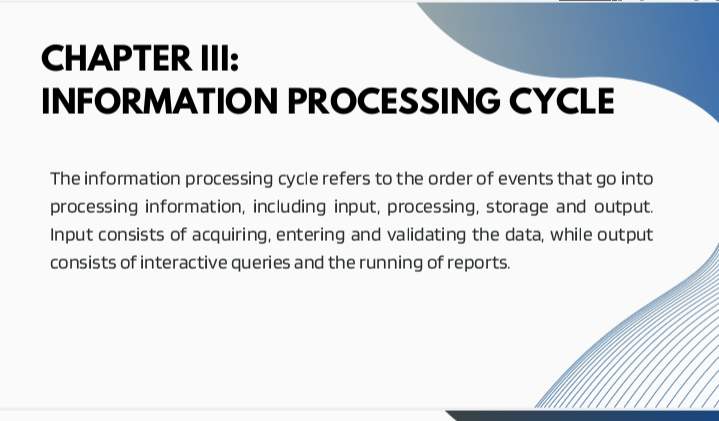 CHAPTER III:
INFORMATION PROCESSING CYCLE
The information processing cycle refers to the order of events that go into
processing information, including input, processing, storage and output.
Input consists of acquiring, entering and validating the data, while output
consists of interactive queries and the running of reports.